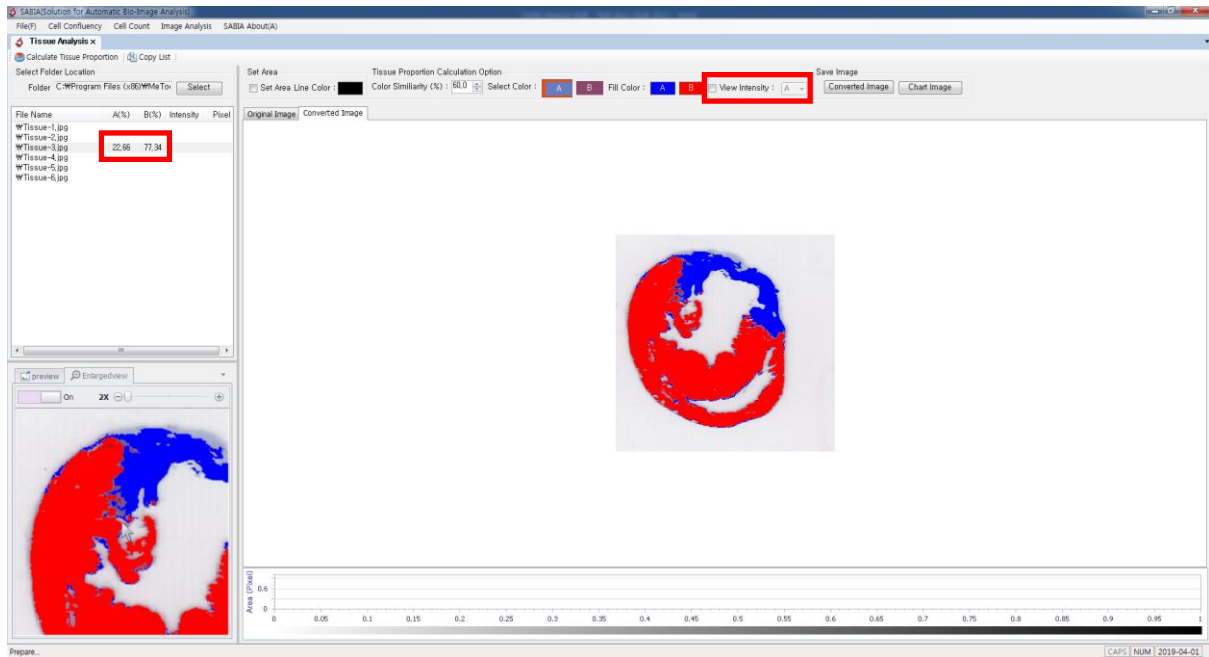 SABIA(Solution for Automatic Bio-Image Analysis)
File(F) Cell Confluency Cell Count Image Analysis SABIA About(A)
Tissue Analysis x
Calculate Tissue Proportion Copy List
Select Folder Location
Folder C:₩Program Files (x86)₩MeTo Select
Set Area
Set Area Line Color :
Tissue Proportion Calculation Option
Color Similiarity (%) : 60,0 Select Color : A B Fill Color : A B View Intensity : A
Save Image
Converted Image Chart Image
File Name A(%) B(%) Intensity Pixel
₩Tissue-1,jpg
₩Tissue-2,jpg
₩Tissue-3,jpg 22,66 77,34
₩Tissue-4,jpg
₩Tissue-5,jpg
₩Tissue-6,jpg
Original Image Converted Image
preview Enlargedview
On 2X
Area (Pixel)
0.6
0
0 0.05 0.1 0.15 0.2 0.25 0.3 0.35 0.4 0.45 0.5 0.55 0.6 0.65 0.7 0.75 0.8 0.85 0.9 0.95 1
Prepare...
CAPS NUM 2019-04-01